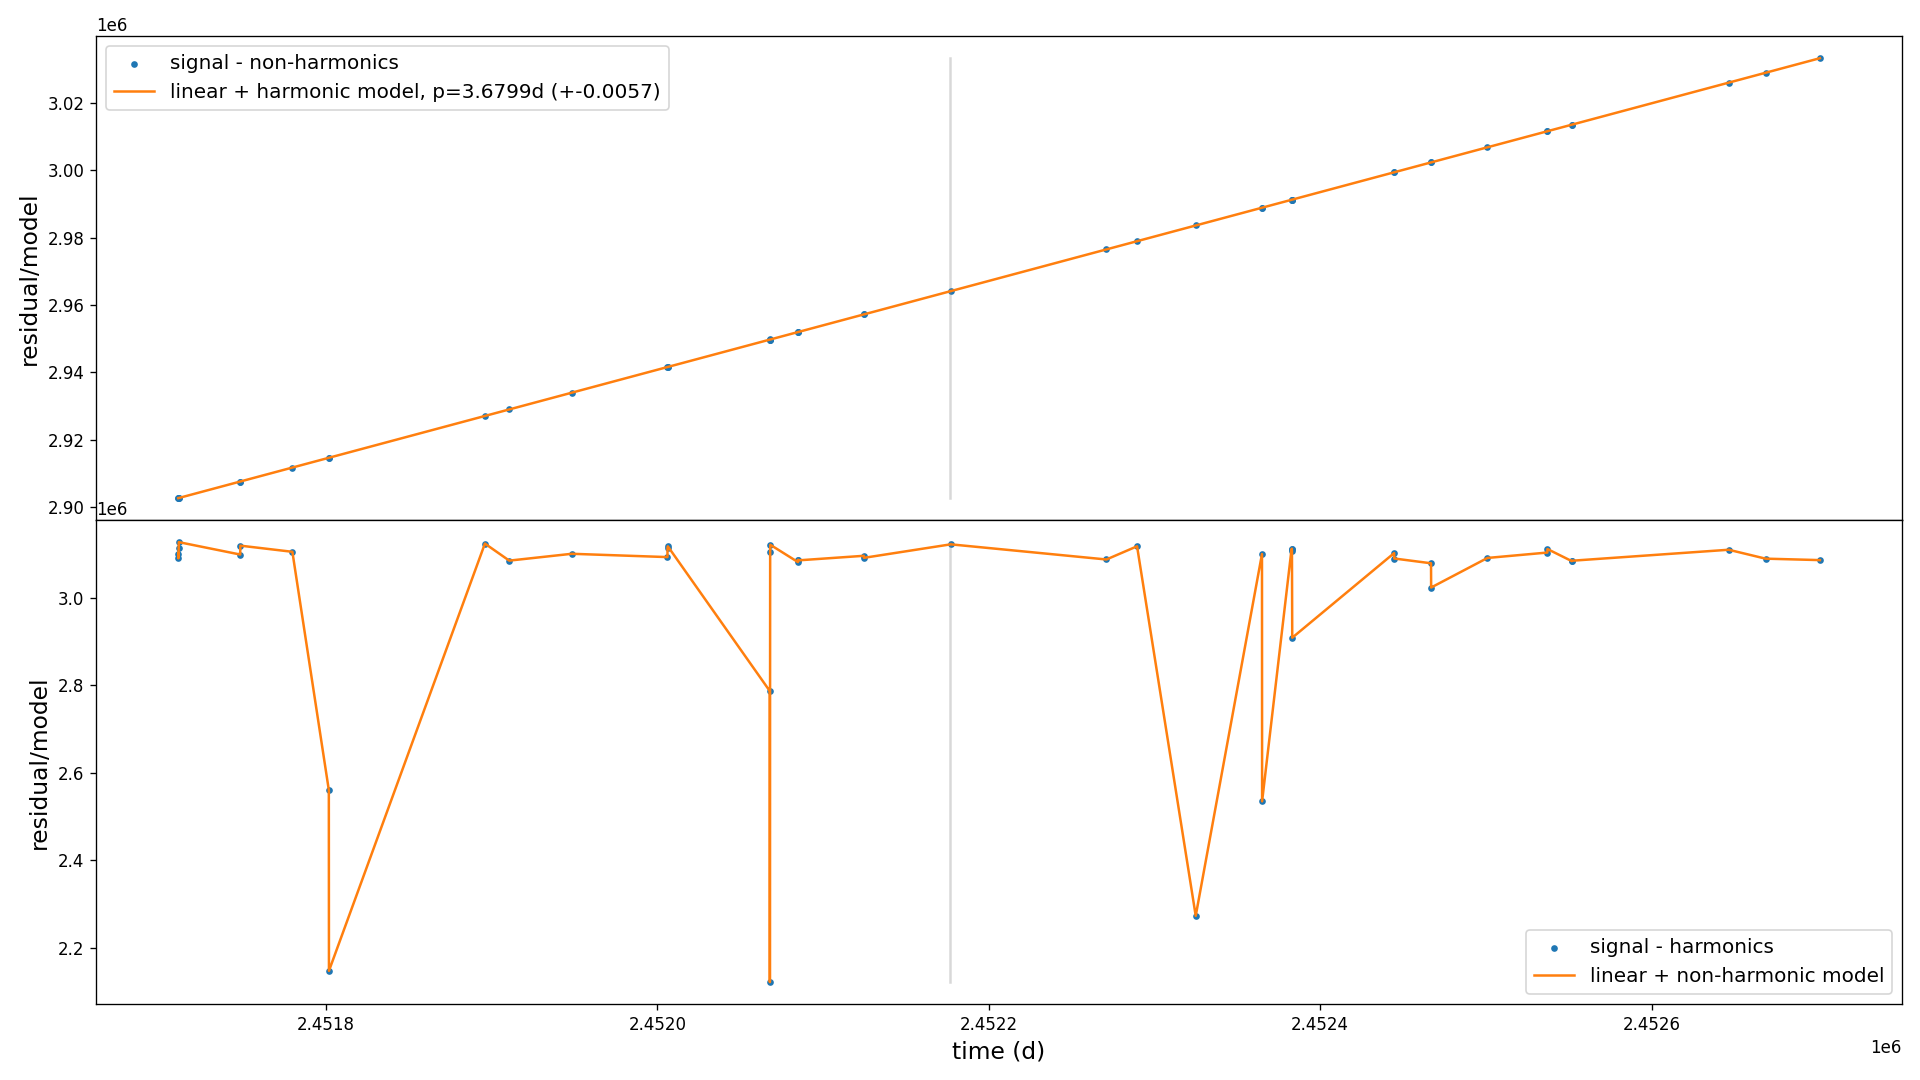 1e6
signal - non-harmonics
linear + harmonic model, p=3.6799d (+-0.0057)
3.02
3.00
2.98
2.96
2.94
2.92
2.90
residual/model
1e6
3.0
2.8
2.6
2.4
2.2
residual/model
signal - harmonics
linear + non-harmonic model
2.4518
2.4520
2.4522
2.4524
2.4526
1e6
time (d)